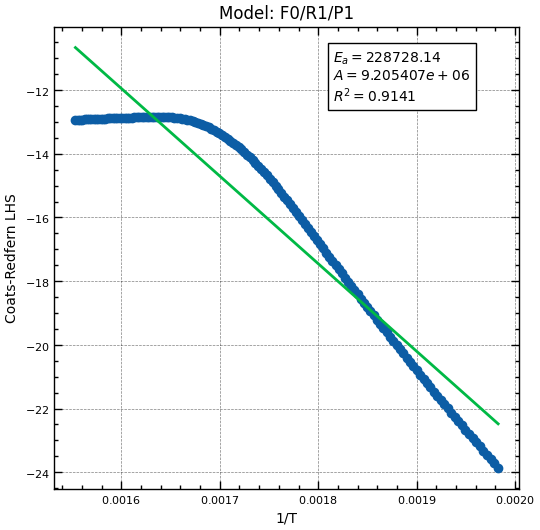 Model: F0/R1/P1
E_a = 228728.14
A = 9.205407e + 06
R² = 0.9141
Coats-Redfern LHS
−12
−14
−16
−18
−20
−22
−24
0.0016 0.0017 0.0018 0.0019 0.0020
1/T